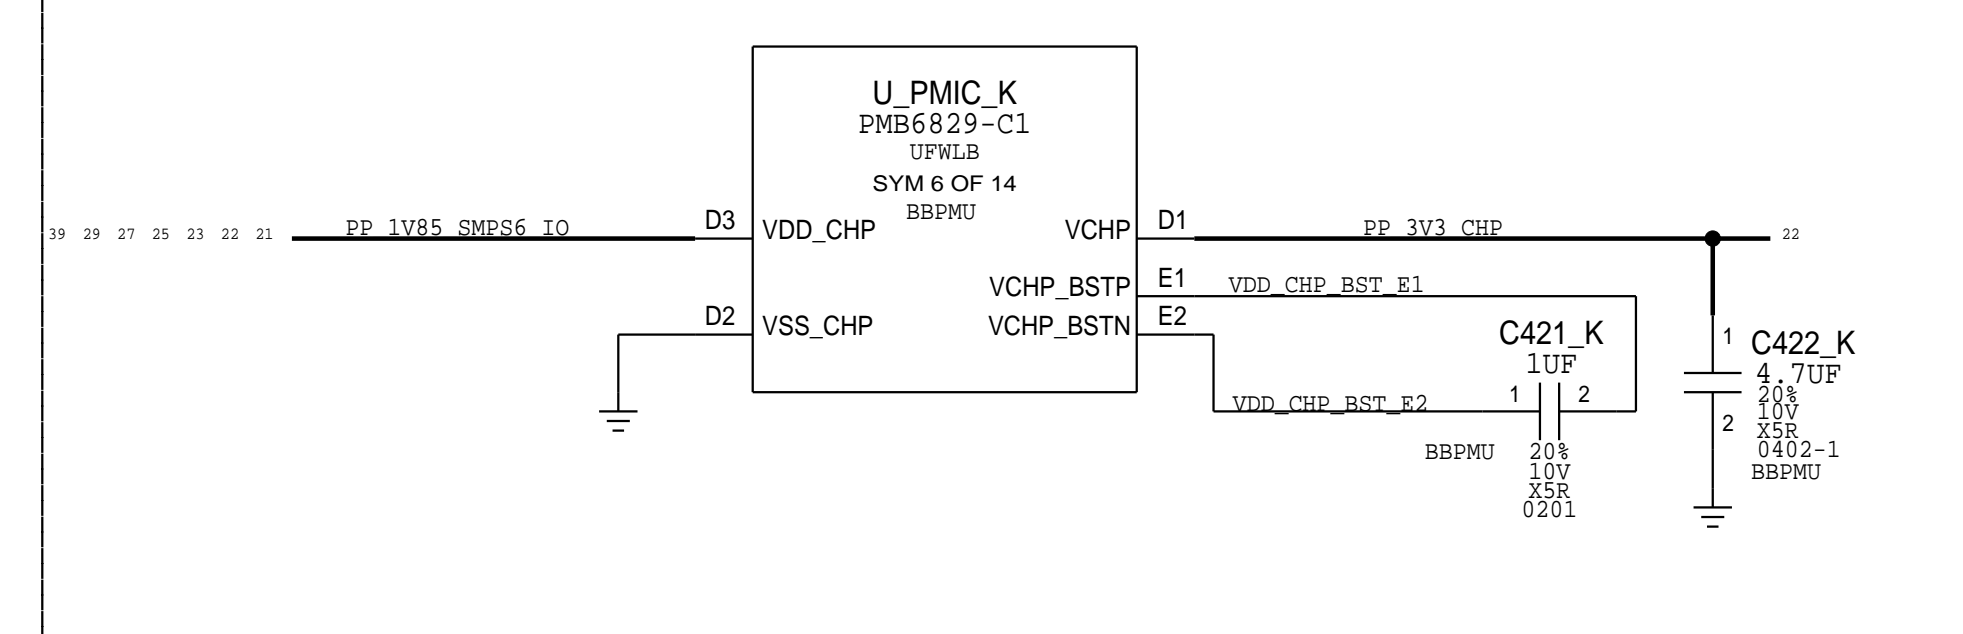 U_PMIC_K
PMB6829-C1
UFWLB
SYM 6 OF 14
BBPMU
39 29 27 25 23 22 21
PP_1V85_SMPS6_IO
D3
VDD_CHP
VCHP
D1
PP_3V3_CHP
22
VCHP_BSTP
E1
VDD_CHP_BST_E1
D2
VSS_CHP
VCHP_BSTN
E2
C421_K
1UF
1
2
VDD_CHP_BST_E2
BBPMU
20%
10V
X5R
0201
1
C422_K
4.7UF
20%
10V
2
X5R
0402-1
BBPMU